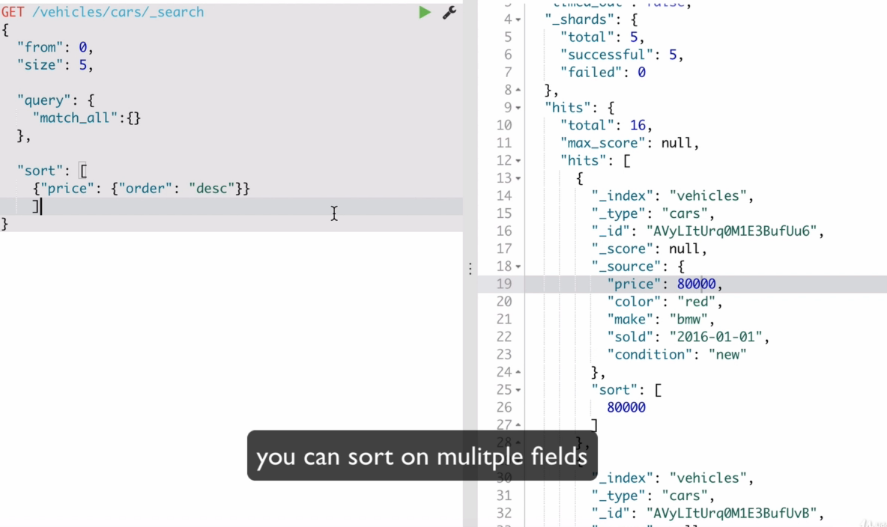 GET /vehicles/cars/_search
{
"from": 0,
"size": 5,
"query": {
"match_all":{}
},
"sort": [
{"price": {"order": "desc"}}
]
}
4 "_shards": {
5 "total": 5,
6 "successful": 5,
7 "failed": 0
8 },
9 "hits": {
10 "total": 16,
11 "max_score": null,
12 "hits": [
13 {
14 "_index": "vehicles",
15 "_type": "cars",
16 "_id": "AVyLItUrq0M1E3BufUu6",
17 "_score": null,
18 "_source": {
19 "price": 80000,
20 "color": "red",
21 "make": "bmw",
22 "sold": "2016-01-01",
23 "condition": "new"
24 },
25 "sort": [
26 80000
27 ]
28 },
you can sort on mulitple fields
30 "_index": "vehicles",
31 "_type": "cars",
32 "_id": "AVyLItUrq0M1E3BufUvB",